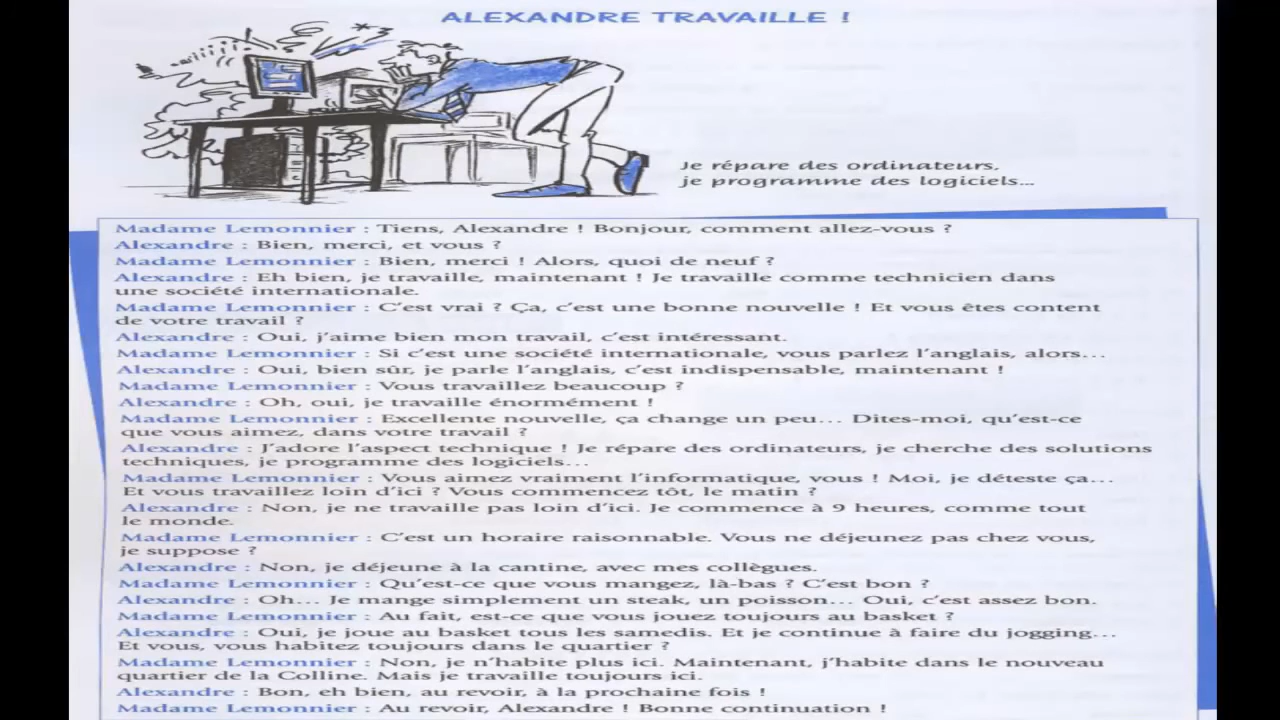 ALEXANDRE TRAVAILLE !
Je répare des ordinateurs,
je programme des logiciels...
Madame Lemonnier : Tiens, Alexandre ! Bonjour, comment allez-vous ?
Alexandre : Bien, merci, et vous ?
Madame Lemonnier : Bien, merci ! Alors, quoi de neuf ?
Alexandre : Eh bien, je travaille, maintenant ! Je travaille comme technicien dans
une société internationale.
Madame Lemonnier : C'est vrai ? Ça, c'est une bonne nouvelle ! Et vous êtes content
de votre travail ?
Alexandre : Oui, j'aime bien mon travail, c'est intéressant.
Madame Lemonnier : Si c'est une société internationale, vous parlez l'anglais, alors...
Alexandre : Oui, bien sûr, je parle l'anglais, c'est indispensable, maintenant !
Madame Lemonnier : Vous travaillez beaucoup ?
Alexandre : Oh, oui, je travaille énormément !
Madame Lemonnier : Excellente nouvelle, ça change un peu... Dites-moi, qu'est-ce
que vous aimez, dans votre travail ?
Alexandre : J'adore l'aspect technique ! Je répare des ordinateurs, je cherche des solutions
techniques, je programme des logiciels...
Madame Lemonnier : Vous aimez vraiment l'informatique, vous ! Moi, je déteste ça...
Et vous travaillez loin d'ici ? Vous commencez tôt, le matin ?
Alexandre : Non, je ne travaille pas loin d'ici. Je commence à 9 heures, comme tout
le monde.
Madame Lemonnier : C'est un horaire raisonnable. Vous ne déjeunez pas chez vous,
je suppose ?
Alexandre : Non, je déjeune à la cantine, avec mes collègues.
Madame Lemonnier : Qu'est-ce que vous mangez, là-bas ? C'est bon ?
Alexandre : Oh... Je mange simplement un steak, un poisson... Oui, c'est assez bon.
Madame Lemonnier : Au fait, est-ce que vous jouez toujours au basket ?
Alexandre : Oui, je joue au basket tous les samedis. Et je continue à faire du jogging...
Et vous, vous habitez toujours dans le quartier ?
Madame Lemonnier : Non, je n'habite plus ici. Maintenant, j'habite dans le nouveau
quartier de la Colline. Mais je travaille toujours ici.
Alexandre : Bon, eh bien, au revoir, à la prochaine fois !
Madame Lemonnier : Au revoir, Alexandre ! Bonne continuation !